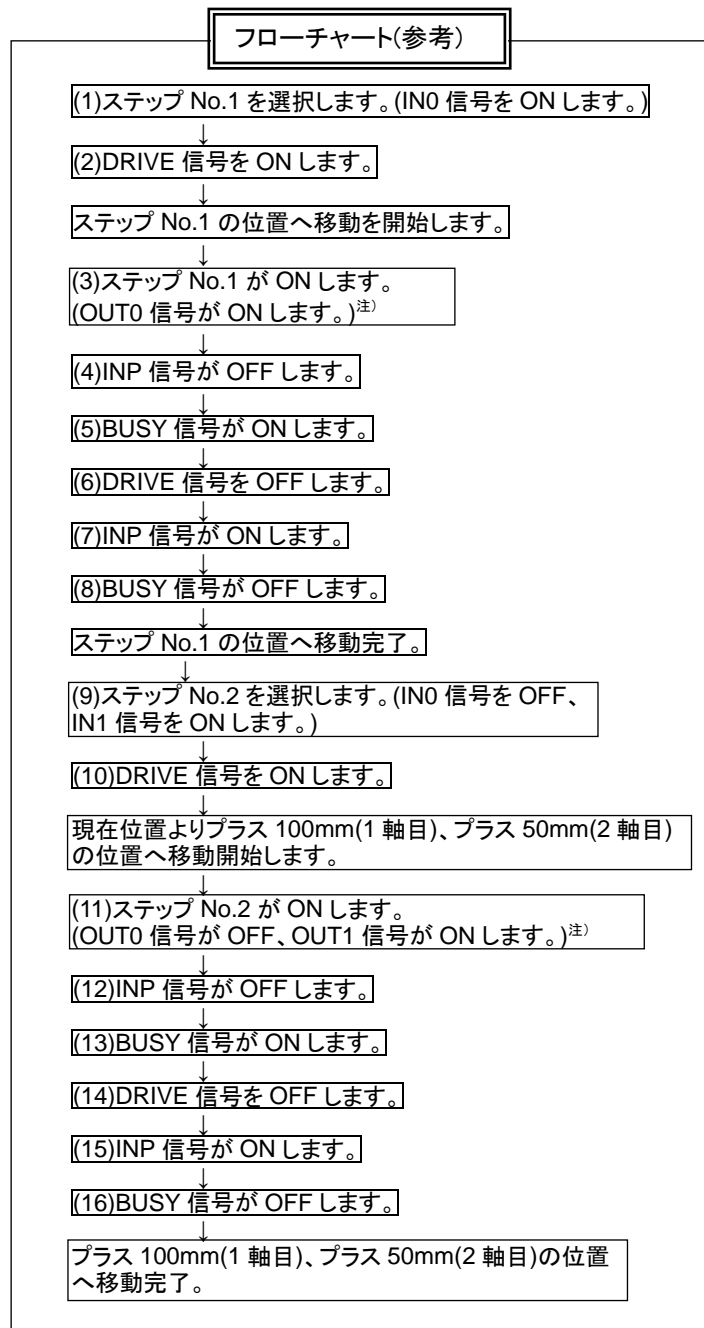 フローチャート(参考)
(1)ステップ No.1 を選択します。(IN0 信号を ON します。)
↓
(2)DRIVE 信号を ON します。
↓
ステップ No.1 の位置へ移動を開始します。
↓
(3)ステップ No.1 が ON します。
(OUT0 信号が ON します。)注）
↓
(4)INP 信号が OFF します。
↓
(5)BUSY 信号が ON します。
↓
(6)DRIVE 信号を OFF します。
↓
(7)INP 信号が ON します。
↓
(8)BUSY 信号が OFF します。
↓
ステップ No.1 の位置へ移動完了。
↓
(9)ステップ No.2 を選択します。(IN0 信号を OFF、
IN1 信号を ON します。)
↓
(10)DRIVE 信号を ON します。
↓
現在位置よりプラス 100mm(1 軸目)、プラス 50mm(2 軸目)
の位置へ移動開始します。
↓
(11)ステップ No.2 が ON します。
(OUT0 信号が OFF、OUT1 信号が ON します。)注）
↓
(12)INP 信号が OFF します。
↓
(13)BUSY 信号が ON します。
↓
(14)DRIVE 信号を OFF します。
↓
(15)INP 信号が ON します。
↓
(16)BUSY 信号が OFF します。
↓
プラス 100mm(1 軸目)、プラス 50mm(2 軸目)の位置
へ移動完了。